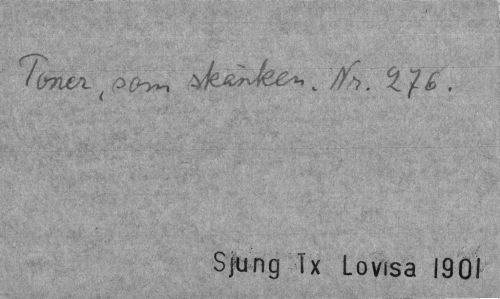 Toner, som skänken. Nr. 276.
Sjung Tx Lovisa 1901